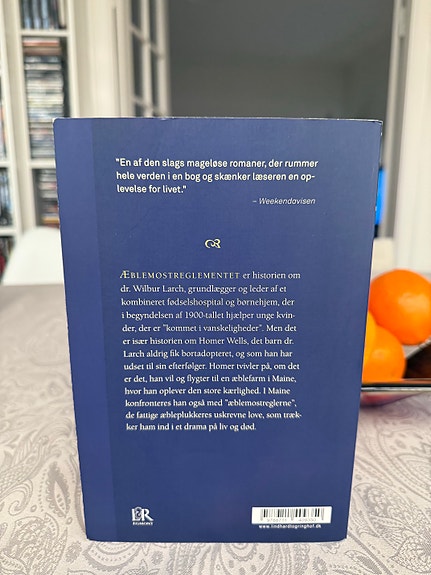 "En af den slags mageløse romaner, der rummer
hele verden i en bog og skænker læseren en op-
levelse for livet."
– Weekendavisen
ÆBLEMOSTREGLEMENTET er historien om
dr. Wilbur Larch, grundlægger og leder af et
kombineret fødselshospital og børnehjem, der
i begyndelsen af 1900-tallet hjælper unge kvin-
der, der er "kommet i vanskeligheder". Men det
er især historien om Homer Wells, det barn dr.
Larch aldrig fik bortadopteret, og som han har
udset til sin efterfølger. Homer tvivler på, om det
er det, han vil og flygter til en æblefarm i Maine,
hvor han oplever den store kærlighed. I Maine
konfronteres han også med "æblemostreglerne",
de fattige æbleplukkeres uskrevne love, som træk-
ker ham ind i et drama på liv og død.
LR
EGMONT
www.lindhardtogringhof.dk